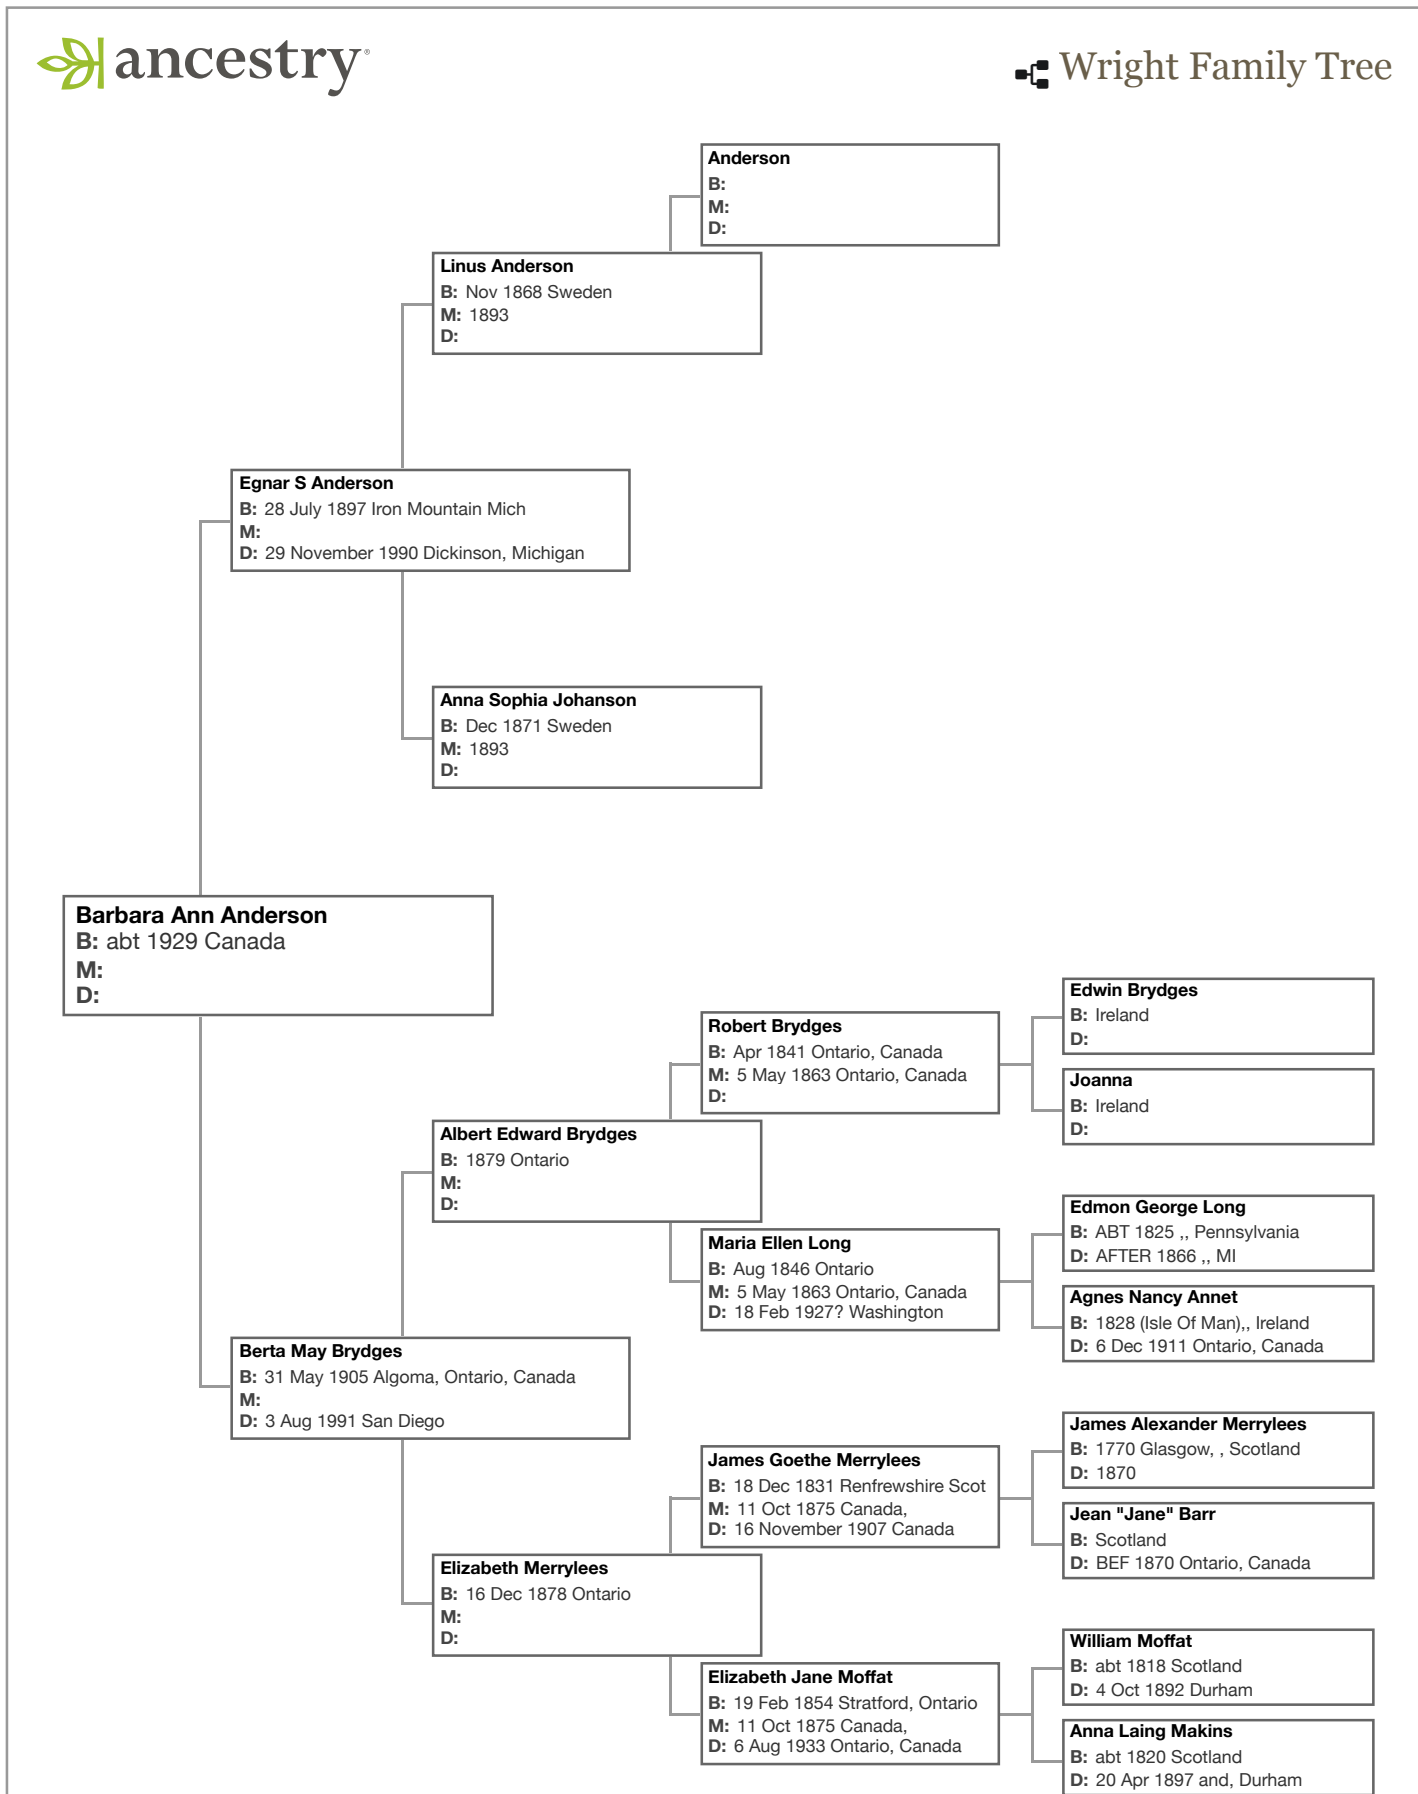 ancestry®
Wright Family Tree
Anderson
B:
M:
D:
Linus Anderson
B: Nov 1868 Sweden
M: 1893
D:
Egnar S Anderson
B: 28 July 1897 Iron Mountain Mich
M:
D: 29 November 1990 Dickinson, Michigan
Anna Sophia Johanson
B: Dec 1871 Sweden
M: 1893
D:
Barbara Ann Anderson
B: abt 1929 Canada
M:
D:
Edwin Brydges
B: Ireland
D:
Robert Brydges
B: Apr 1841 Ontario, Canada
M: 5 May 1863 Ontario, Canada
D:
Joanna
B: Ireland
D:
Albert Edward Brydges
B: 1879 Ontario
M:
D:
Edmon George Long
B: ABT 1825 ,, Pennsylvania
D: AFTER 1866 ,, MI
Maria Ellen Long
B: Aug 1846 Ontario
M: 5 May 1863 Ontario, Canada
D: 18 Feb 1927? Washington
Agnes Nancy Annet
B: 1828 (Isle Of Man),, Ireland
D: 6 Dec 1911 Ontario, Canada
Berta May Brydges
B: 31 May 1905 Algoma, Ontario, Canada
M:
D: 3 Aug 1991 San Diego
James Alexander Merrylees
B: 1770 Glasgow, , Scotland
D: 1870
James Goethe Merrylees
B: 18 Dec 1831 Renfrewshire Scot
M: 11 Oct 1875 Canada,
D: 16 November 1907 Canada
Jean "Jane" Barr
B: Scotland
D: BEF 1870 Ontario, Canada
Elizabeth Merrylees
B: 16 Dec 1878 Ontario
M:
D:
William Moffat
B: abt 1818 Scotland
D: 4 Oct 1892 Durham
Elizabeth Jane Moffat
B: 19 Feb 1854 Stratford, Ontario
M: 11 Oct 1875 Canada,
D: 6 Aug 1933 Ontario, Canada
Anna Laing Makins
B: abt 1820 Scotland
D: 20 Apr 1897 and, Durham